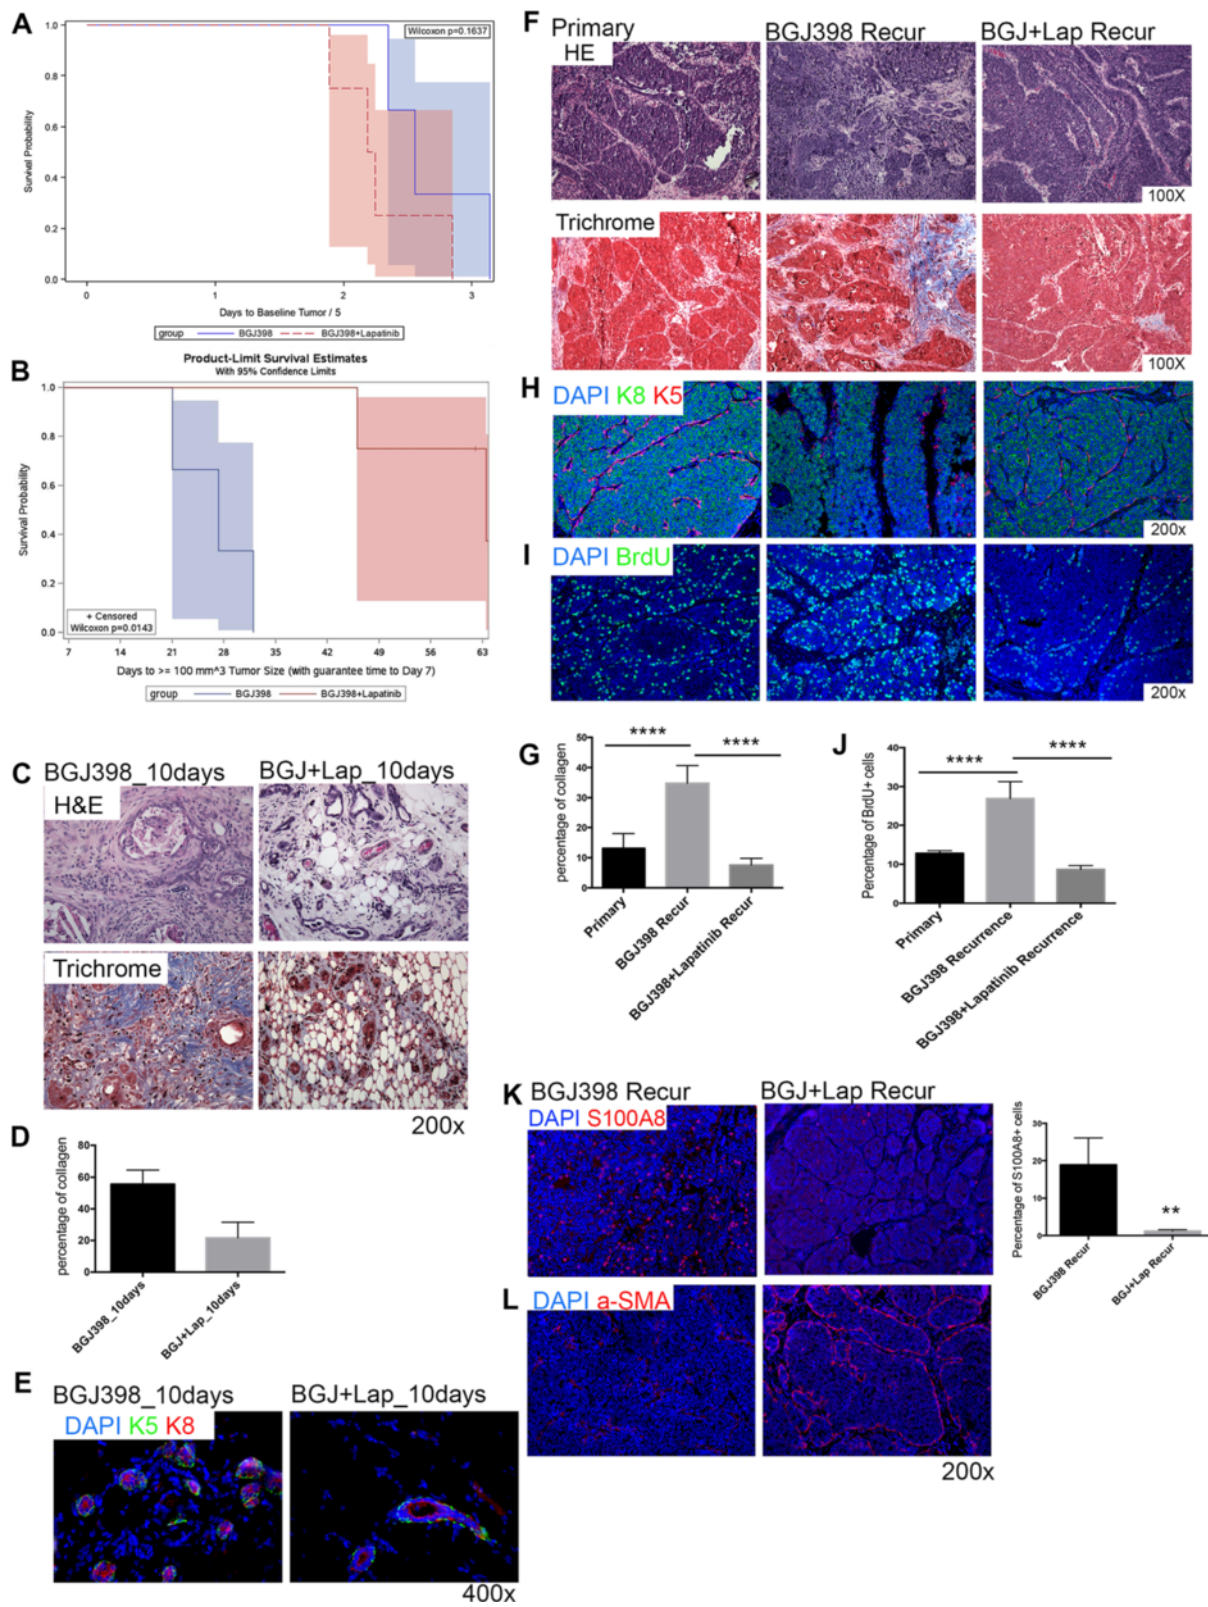 A
1.0
0.8
0.6
0.4
0.2
0.0
Survival Probability
Wilcoxon p=0.1637
0 1 2 3
Days to Baseline Tumor / 5
group BGJ398 BGJ398+Lapatinib
B
Product-Limit Survival Estimates
With 95% Confidence Limits
1.0
0.8
0.6
0.4
0.2
0.0
Survival Probability
+ Censored
Wilcoxon p=0.0143
7 14 21 28 35 42 49 56 63
Days to >= 100 mm^3 Tumor Size (with guarantee time to Day 7)
group BGJ398 BGJ398+Lapatinib
C
BGJ398_10days BGJ+Lap_10days
H&E
Trichrome
200x
D
percentage of collagen
80
60
40
20
0
BGJ398_10days
BGJ+Lap_10days
E
BGJ398_10days BGJ+Lap_10days
DAPI K5 K8
400x
F
Primary BGJ398 Recur BGJ+Lap Recur
HE
100X
Trichrome
100X
H
DAPI K8 K5
200x
I
DAPI BrdU
200x
G
percentage of collagen
50
40
30
20
10
0
**** ****
Primary
BGJ398 Recur
BGJ398+Lapatinib Recur
J
Percentage of BrdU+ cells
40
30
20
10
0
**** ****
Primary
BGJ398 Recurrence
BGJ398+Lapatinib Recurrence
K
BGJ398 Recur BGJ+Lap Recur
DAPI S100A8
Percentage of S100A8+ cells
30
20
10
0
**
BGJ398 Recur
BGJ+Lap Recur
L
DAPI a-SMA
200x